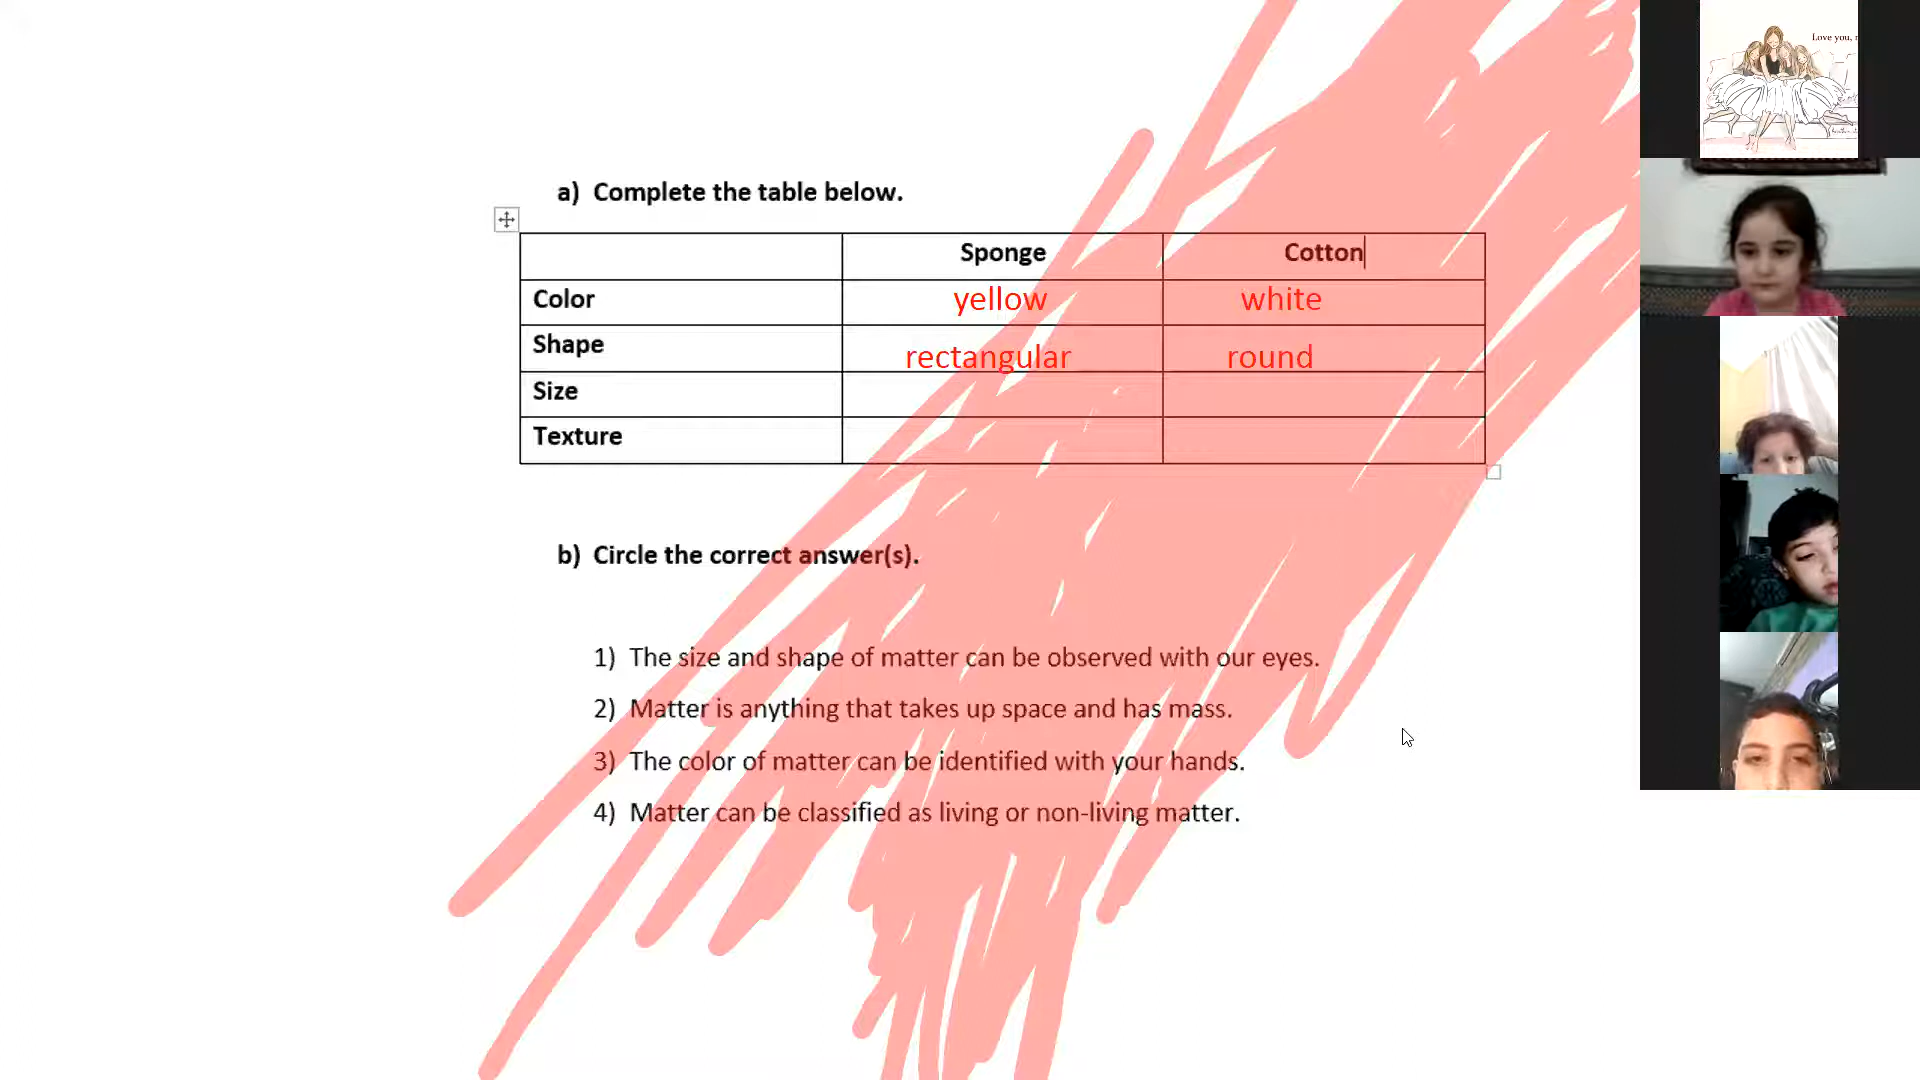 Love you,
a) Complete the table below.
Sponge Cotton
Color yellow white
Shape rectangular round
Size
Texture
b) Circle the correct answer(s).
1) The size and shape of matter can be observed with our eyes.
2) Matter is anything that takes up space and has mass.
3) The color of matter can be identified with your hands.
4) Matter can be classified as living or non-living matter.